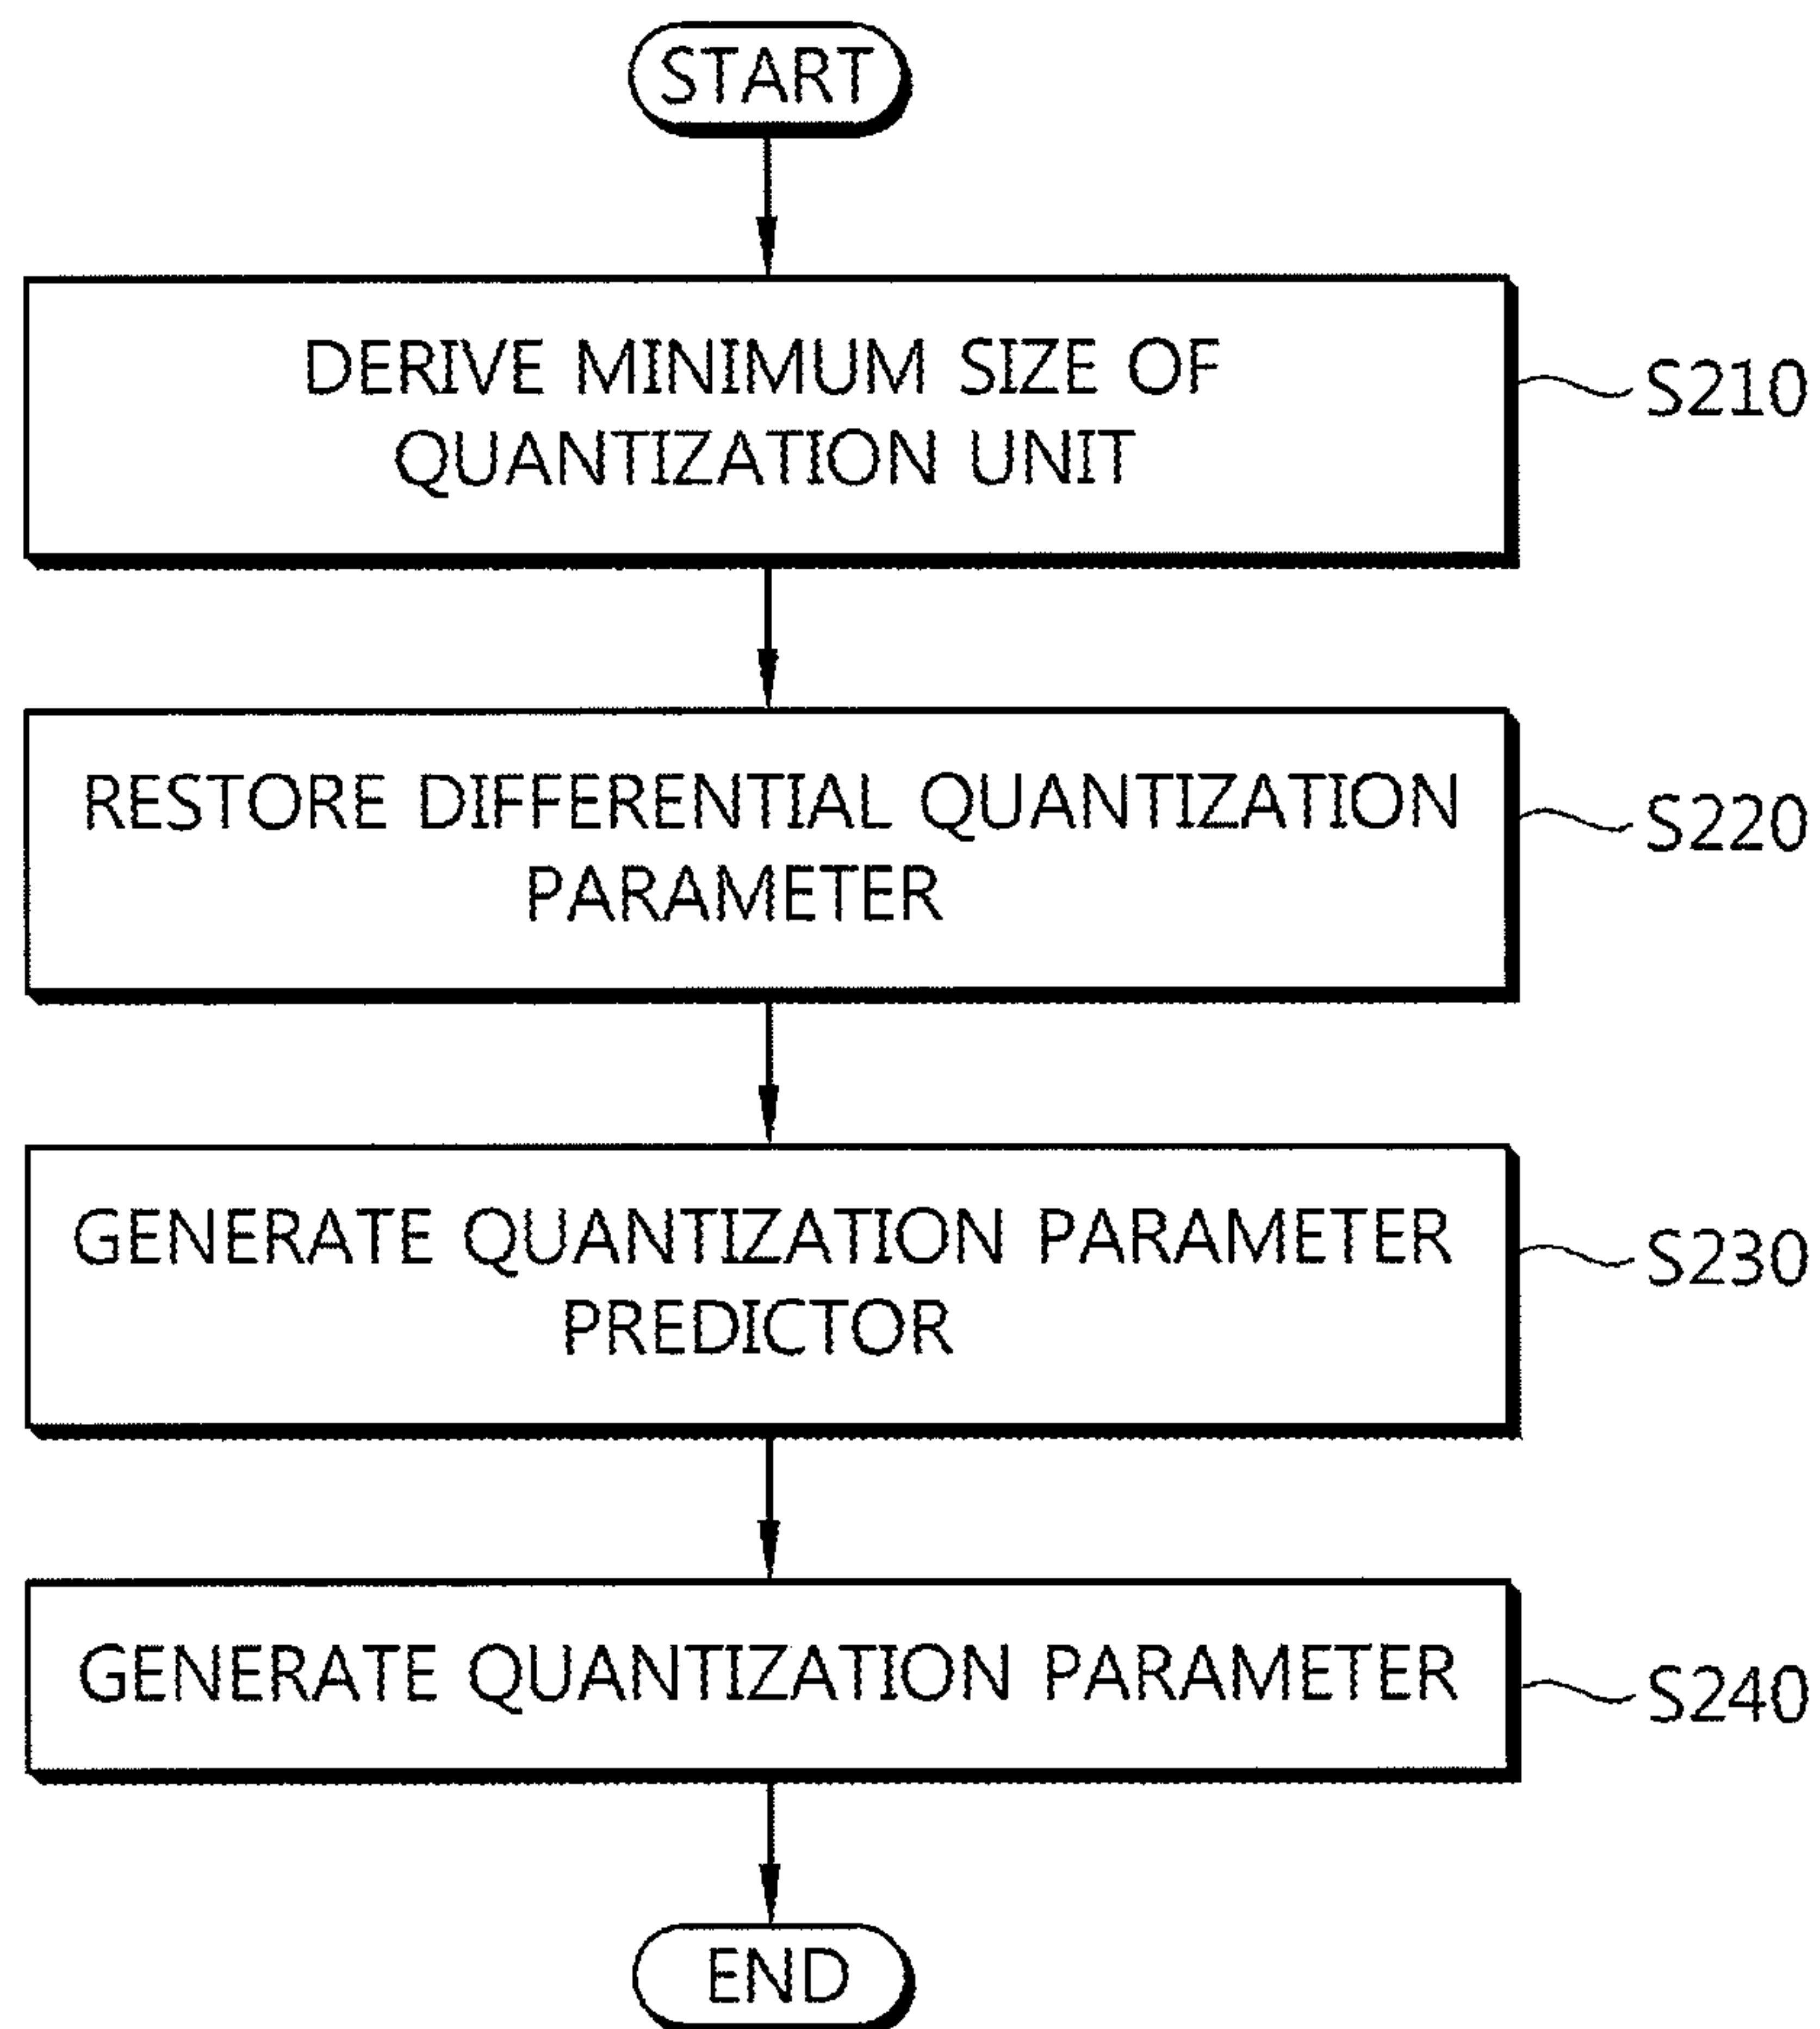 START
DERIVE MINIMUM SIZE OF
QUANTIZATION UNIT
S210
RESTORE DIFFERENTIAL QUANTIZATION
PARAMETER
S220
GENERATE QUANTIZATION PARAMETER
PREDICTOR
S230
GENERATE QUANTIZATION PARAMETER
S240
END